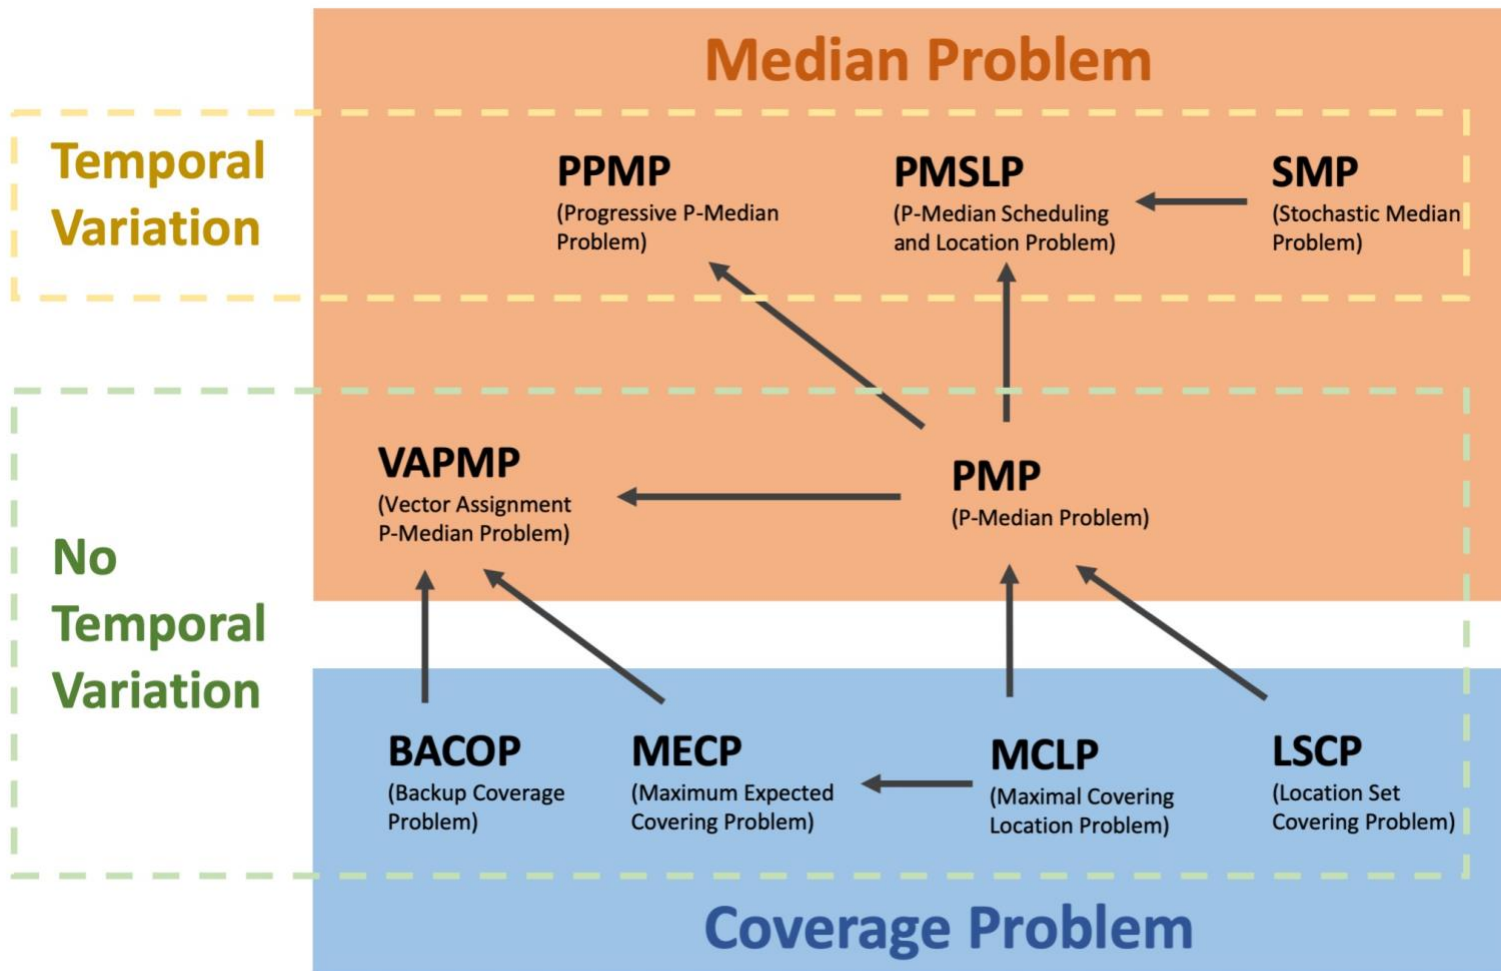 Median Problem
Temporal
Variation
PPMP
(Progressive P-Median
Problem)
PMSLP
(P-Median Scheduling
and Location Problem)
SMP
(Stochastic Median
Problem)
No
Temporal
Variation
VAPMP
(Vector Assignment
P-Median Problem)
PMP
(P-Median Problem)
BACOP
(Backup Coverage
Problem)
MECP
(Maximum Expected
Covering Problem)
MCLP
(Maximal Covering
Location Problem)
LSCP
(Location Set
Covering Problem)
Coverage Problem